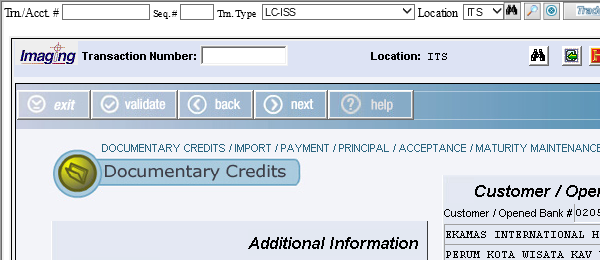 Trn./Acct. # Seq. # Trn. Type LC-ISS Location ITS
Imaging Transaction Number: Location: ITS
exit validate back next help
DOCUMENTARY CREDITS / IMPORT / PAYMENT / PRINCIPAL / ACCEPTANCE / MATURITY MAINTENANCE
Documentary Credits
Customer / Ope
Customer / Opened Bank # 0205
Additional Information
EKAMAS INTERNATIONAL H
PERUM KOTA WISATA KAV